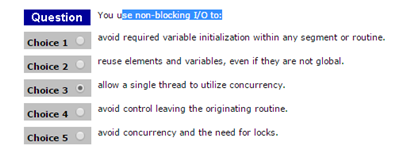 Question You use non-blocking I/O to:
Choice 1 avoid required variable initialization within any segment or routine.
Choice 2 reuse elements and variables, even if they are not global.
Choice 3 allow a single thread to utilize concurrency.
Choice 4 avoid control leaving the originating routine.
Choice 5 avoid concurrency and the need for locks.